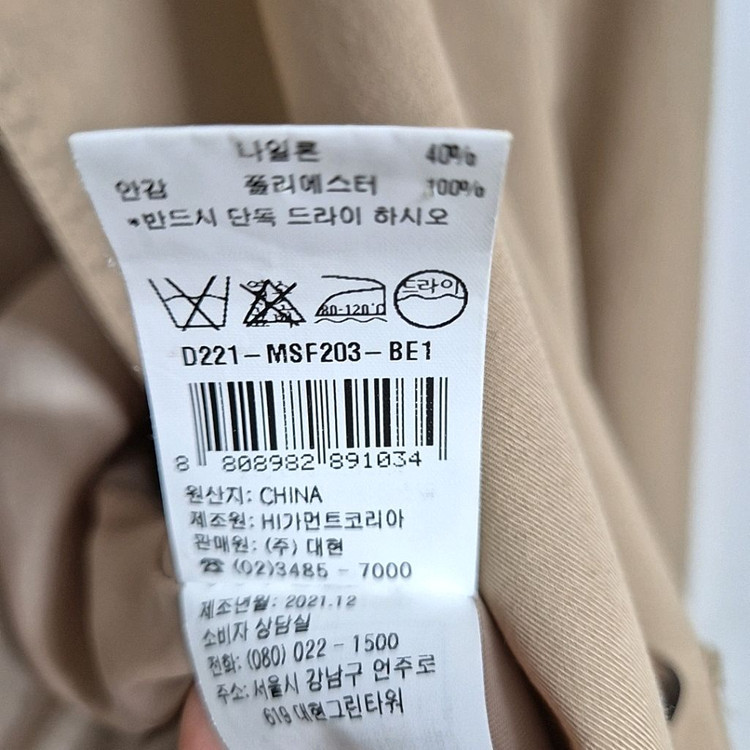 나일론 40%
안감 폴리에스터 100%
*반드시 단독 드라이 하시오
80-120℃ 드라이
D221-MSF203-BE1
8 808982 891034
원산지: CHINA
제조원: HI가먼트코리아
판매원: (주) 대현
☎ (02)3485 - 7000
제조년월: 2021.12
소비자 상담실
전화: (080) 022 - 1500
주소: 서울시 강남구 언주로
619 대현그린타워